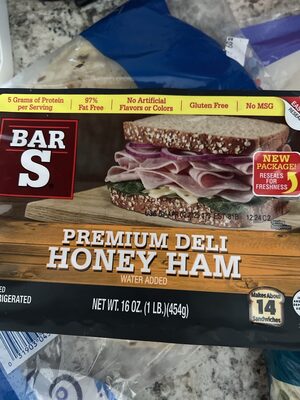 5 Grams of Protein
per Serving
97%
Fat Free
No Artificial
Flavors or Colors
Gluten Free
No MSG
BAR
S
NEW
PACKAGE!
RESEALS
FOR
FRESHNESS
PREMIUM DELI
HONEY HAM
WATER ADDED
NET WT. 16 OZ. (1 LB.)(454g)
Makes About
14
Sandwiches